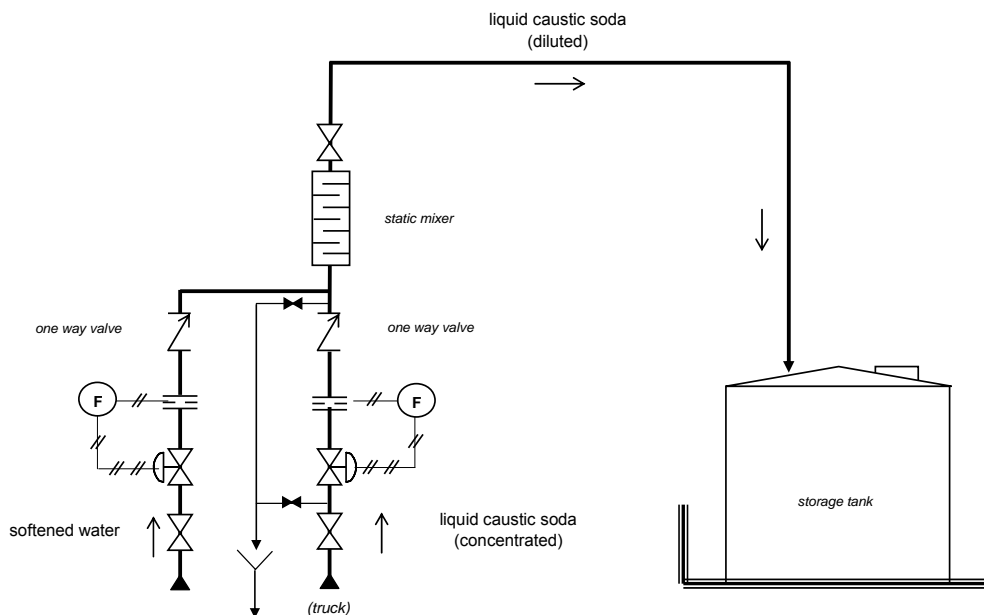 liquid caustic soda
(diluted)
static mixer
one way valve
one way valve
F
F
storage tank
softened water
liquid caustic soda
(concentrated)
(truck)